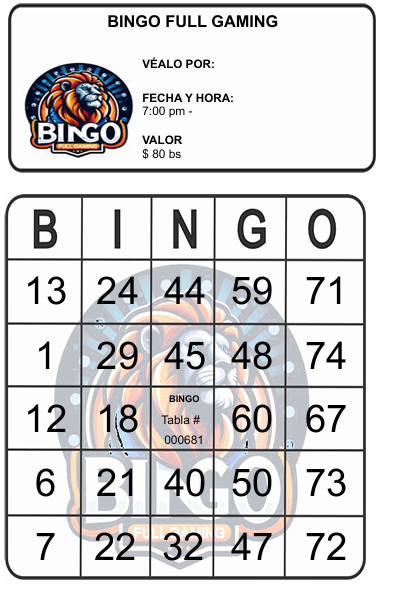 BINGO FULL GAMING
VÉALO POR:
FECHA Y HORA:
7:00 pm -
VALOR
$ 80 bs
BINGO
FULL GAMING
B I N G O
13 24 44 59 71
1 29 45 48 74
12 18 BINGO Tabla # 000681 60 67
6 21 40 50 73
7 22 32 47 72
BINGO
FULL GAMING